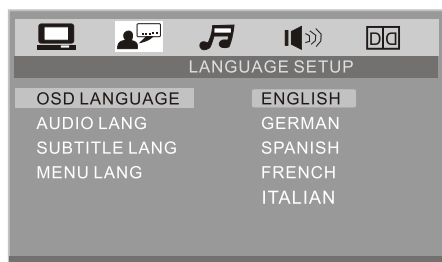 LANGUAGE SETUP
OSD LANGUAGE ENGLISH
AUDIO LANG GERMAN
SUBTITLE LANG SPANISH
MENU LANG FRENCH
ITALIAN